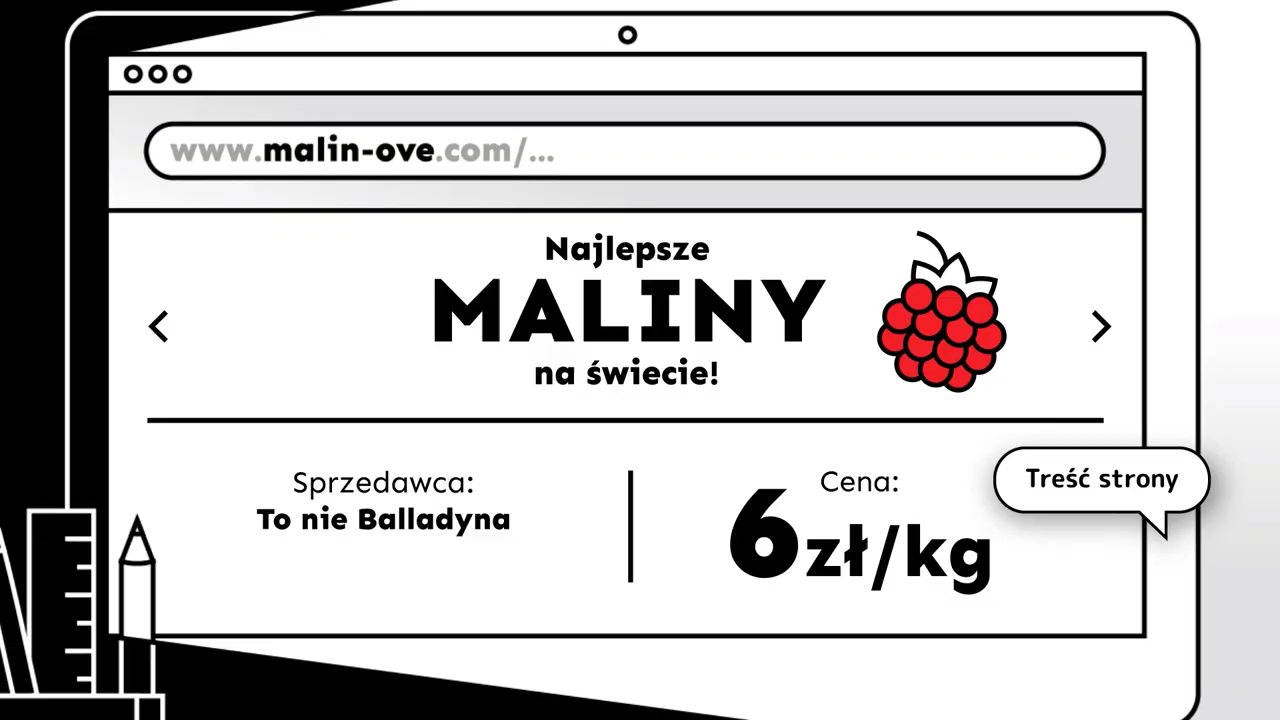 www.malin-ove.com/...
Najlepsze
MALINY
na świecie!
Sprzedawca:
To nie Balladyna
Cena:
6zł/kg
Treść strony